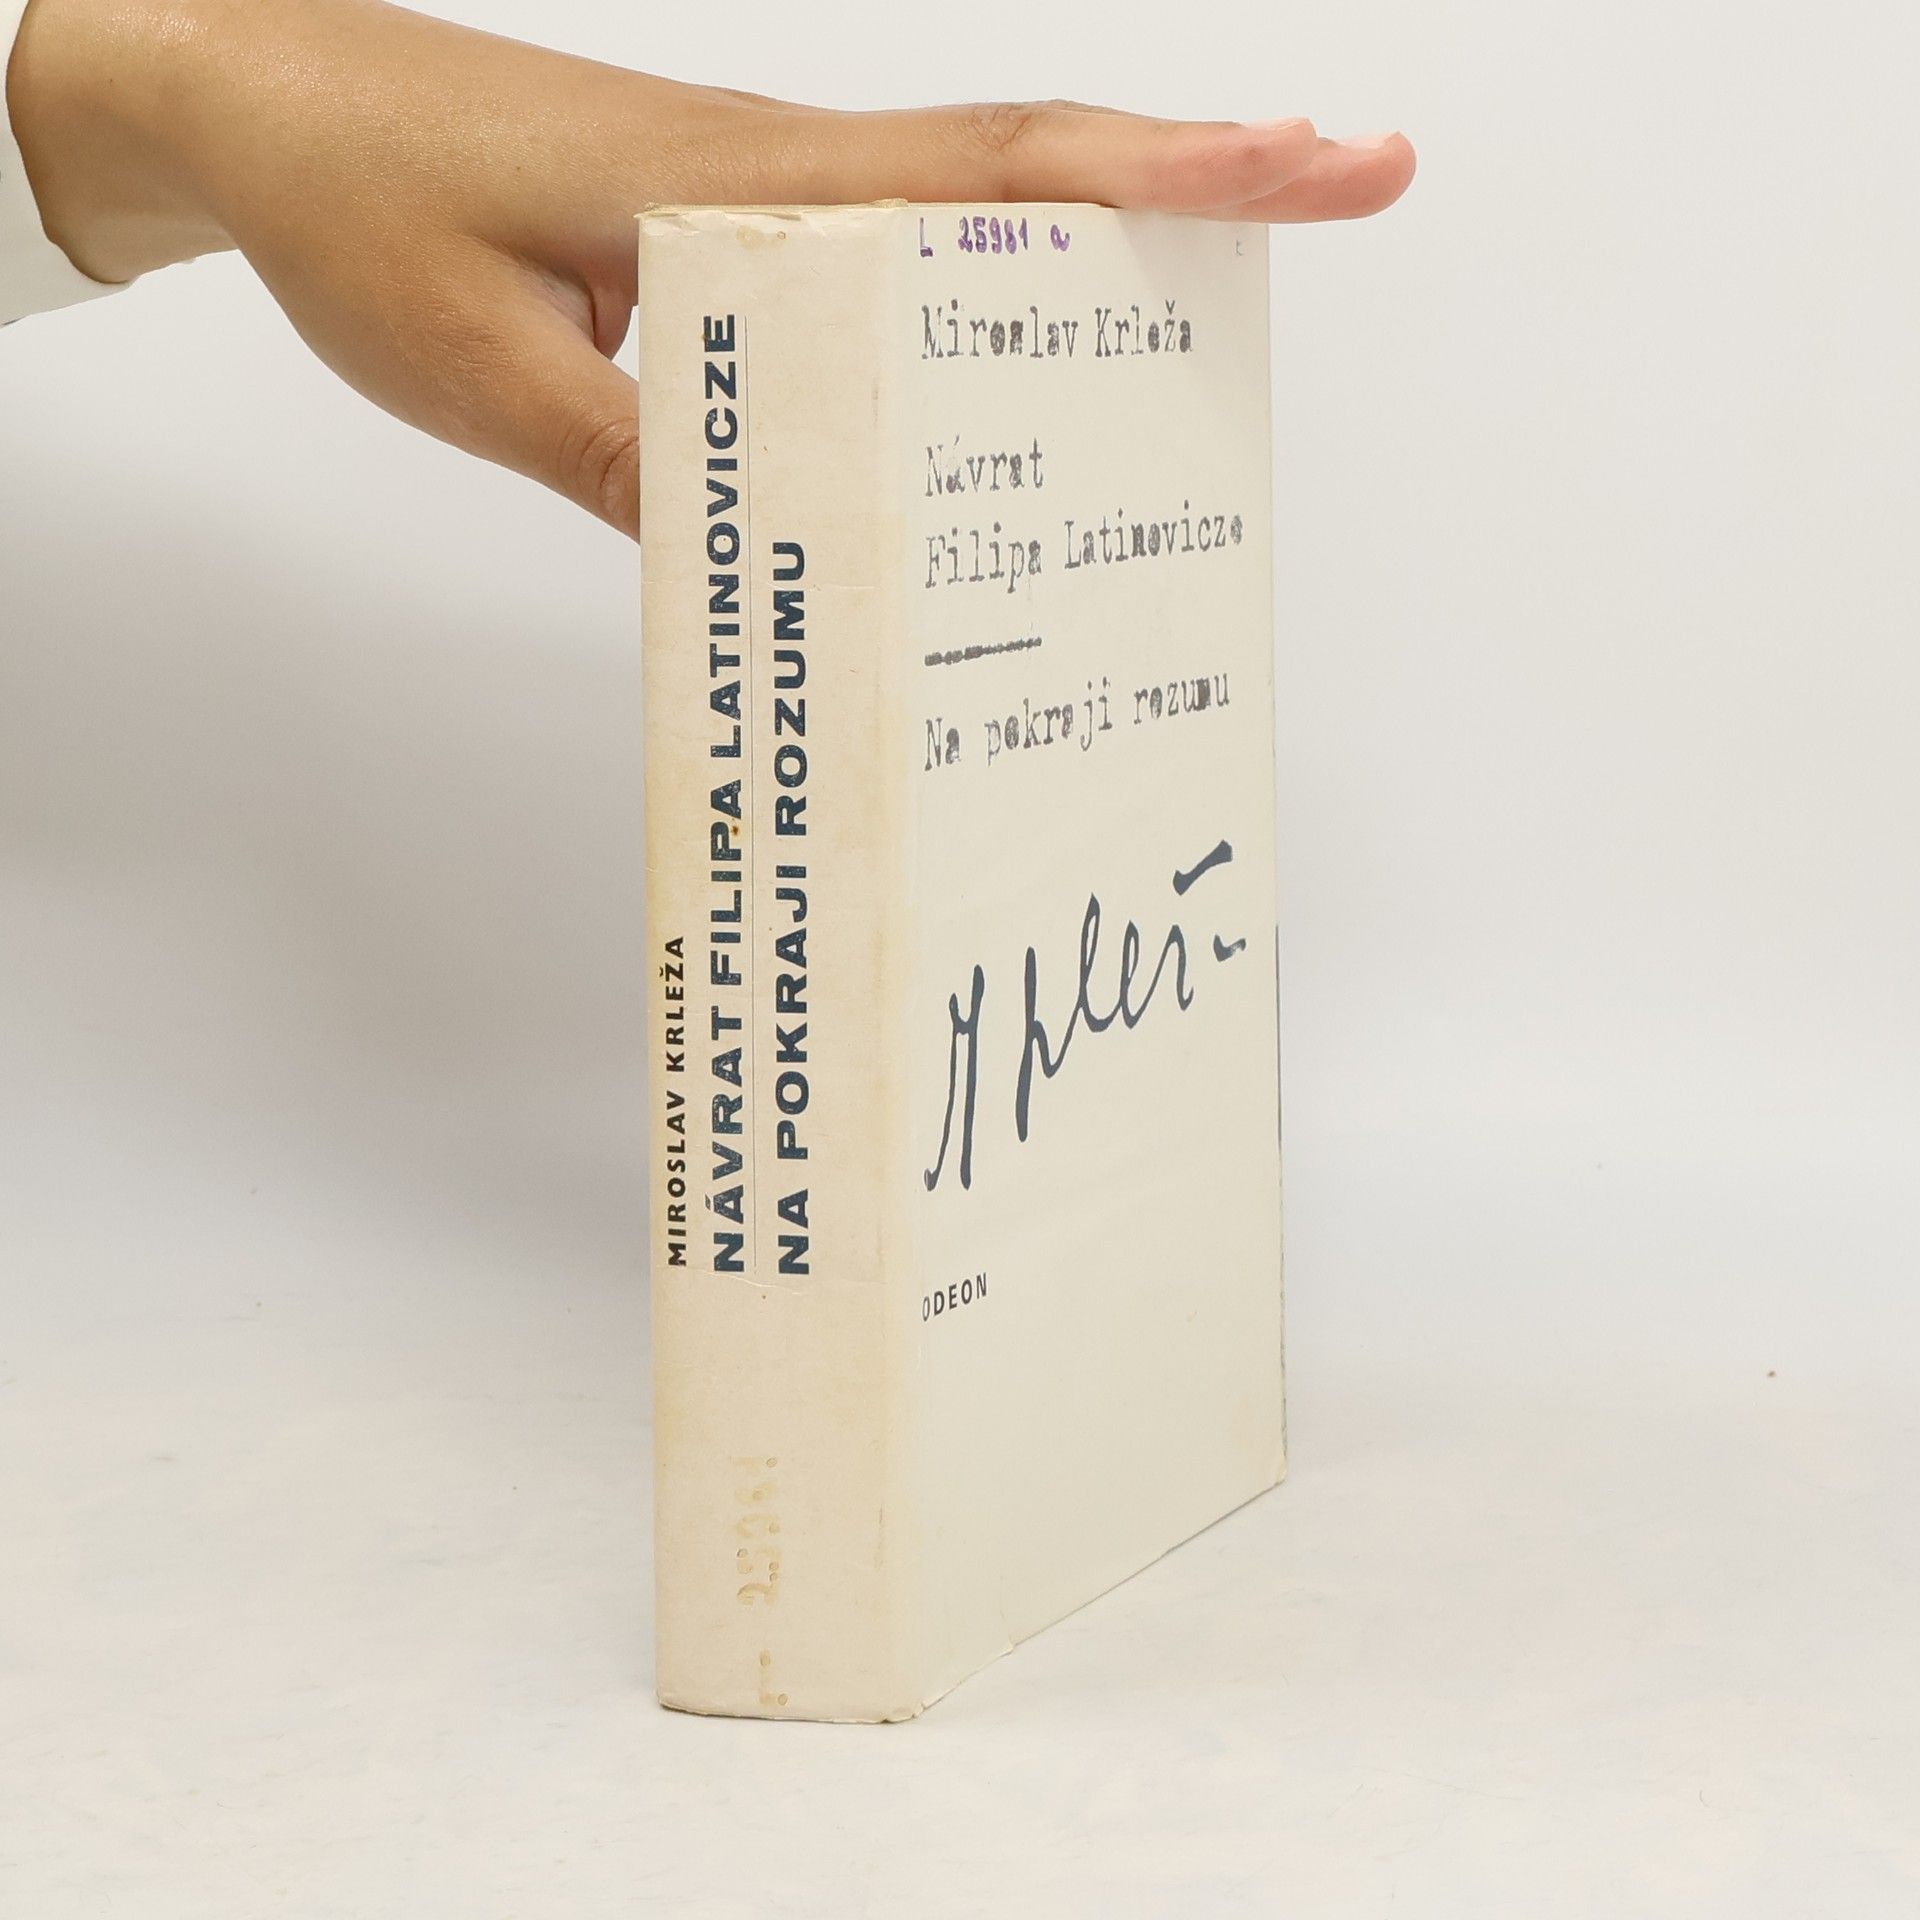 MIROSLAV KRLEŽA
NÁVRAT FILIPA LATINOVICZE
NA POKRAJI ROZUMU
L 25981 a
Miroslav Krleža
Návrat
Filipa Latinovicze
Na pokraji rozumu
ODEON